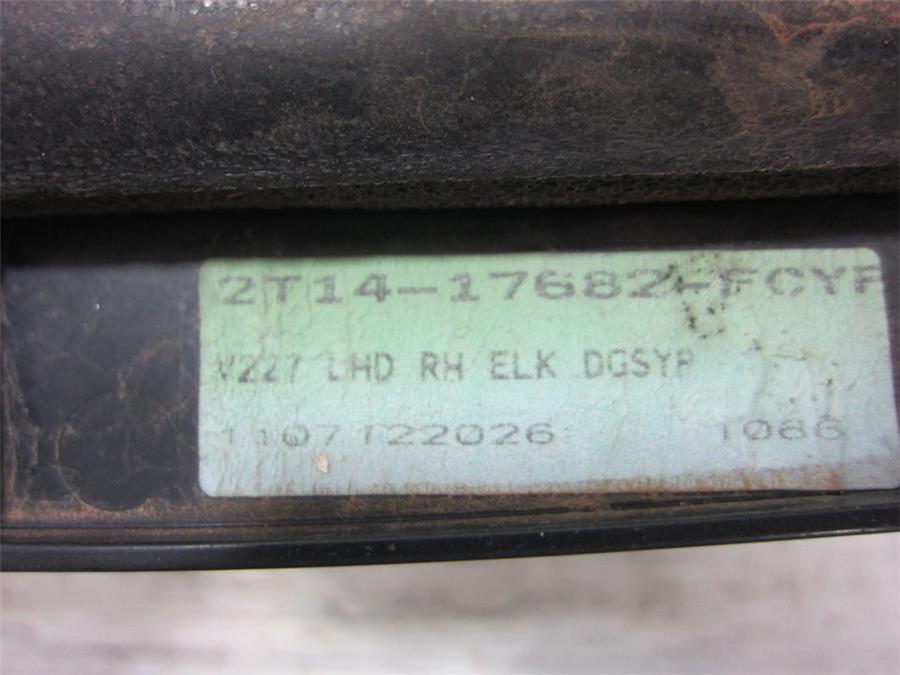 2T14-17682-FCYF
V227 LHD RH ELK DGSYP
1107122026 1086